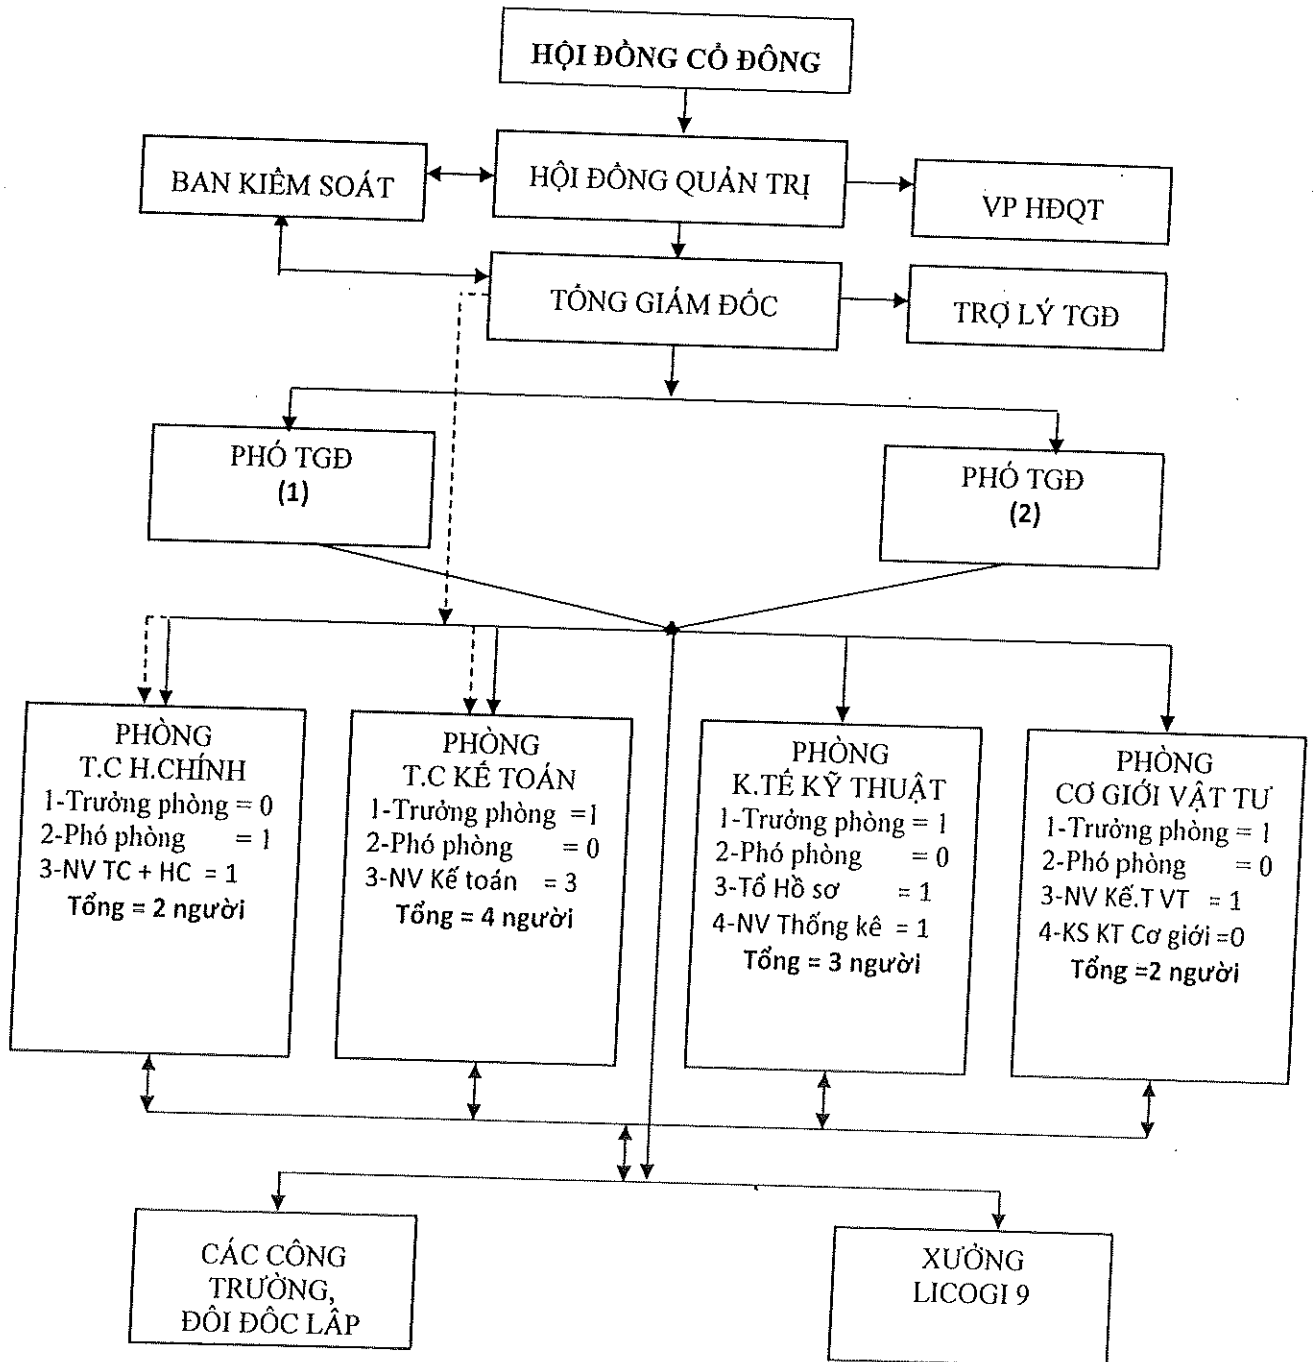 HỘI ĐỒNG CỔ ĐÔNG
BAN KIỂM SOÁT
HỘI ĐỒNG QUẢN TRỊ
VP HĐQT
TỔNG GIÁM ĐỐC
TRỢ LÝ TGĐ
PHÓ TGĐ
(1)
PHÓ TGĐ
(2)
PHÒNG
T.C H.CHÍNH
1-Trưởng phòng = 0
2-Phó phòng = 1
3-NV TC + HC = 1
Tổng = 2 người
PHÒNG
T.C KẾ TOÁN
1-Trưởng phòng =1
2-Phó phòng = 0
3-NV Kế toán = 3
Tổng = 4 người
PHÒNG
K.TẾ KỸ THUẬT
1-Trưởng phòng = 1
2-Phó phòng = 0
3-Tổ Hồ sơ = 1
4-NV Thống kê = 1
Tổng = 3 người
PHÒNG
CƠ GIỚI VẬT TƯ
1-Trưởng phòng = 1
2-Phó phòng = 0
3-NV Kế.T VT = 1
4-KS KT Cơ giới =0
Tổng =2 người
CÁC CÔNG
TRƯỜNG,
ĐỘI ĐỘC LẬP
XƯỞNG
LICOGI 9